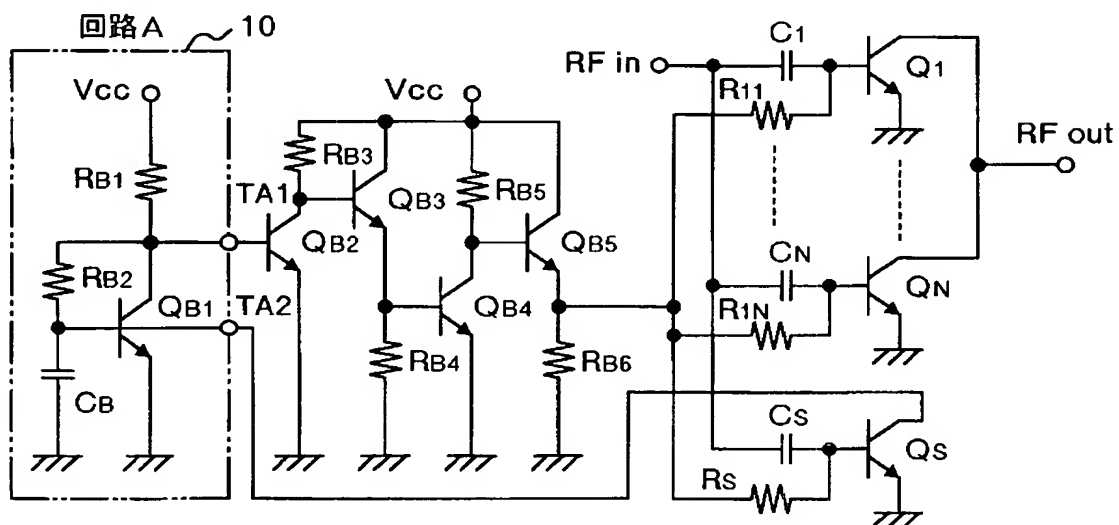 回路A
10
Vcc
RB1
RB2
QB1
CB
TA1
TA2
Vcc
RB3
QB2
QB3
RB4
RB5
QB4
QB5
RB6
RF in
C1
R11
Q1
RF out
CN
R1N
QN
CS
RS
QS